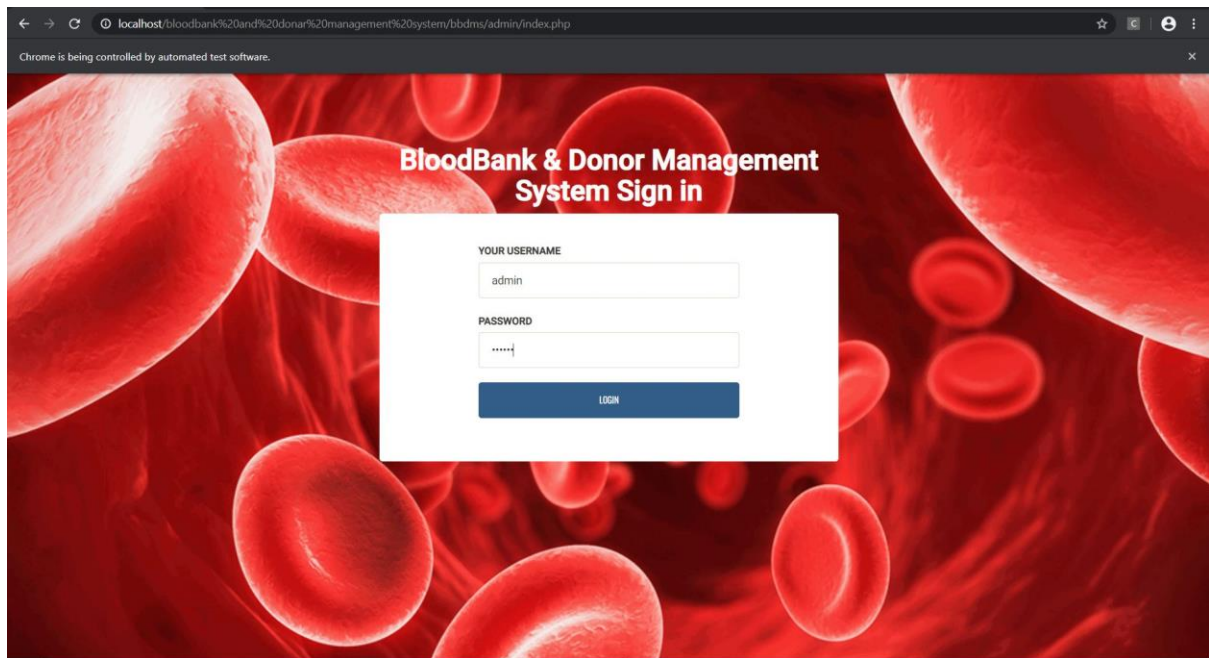 localhost/bloodbank%20and%20donar%20management%20system/bbdms/admin/index.php
C
Chrome is being controlled by automated test software.
BloodBank & Donor Management
System Sign in
YOUR USERNAME
admin
PASSWORD
••••••
LOGIN